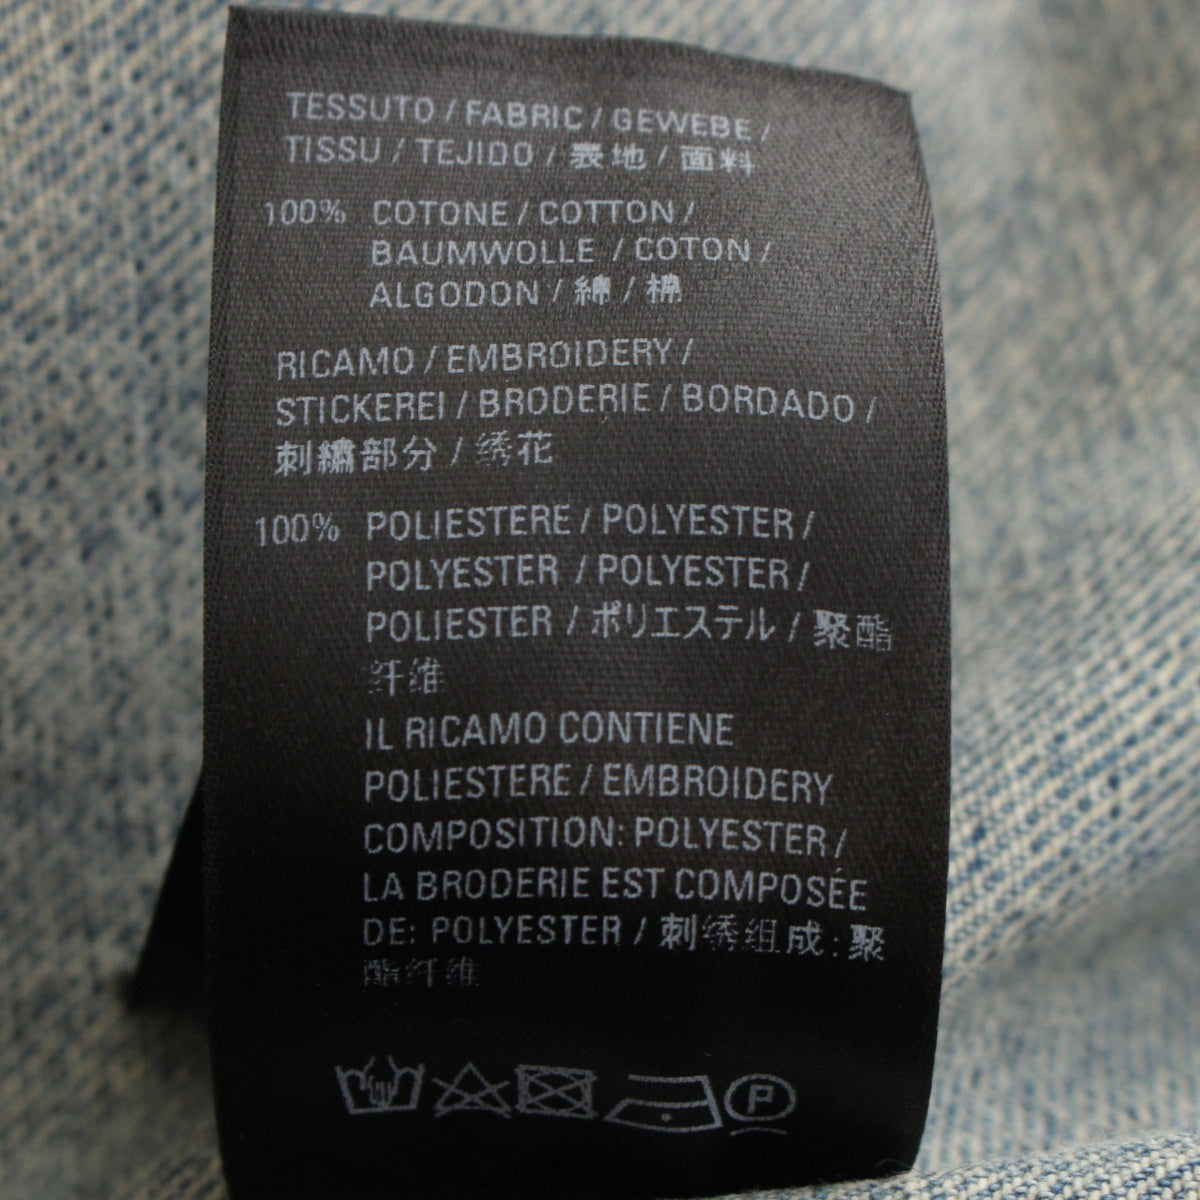 TESSUTO / FABRIC / GEWEBE /
TISSU / TEJIDO / 表地 / 面料
100% COTONE / COTTON /
BAUMWOLLE / COTON /
ALGODON / 綿 / 棉
RICAMO / EMBROIDERY /
STICKEREI / BRODERIE / BORDADO /
刺繍部分 / 绣花
100% POLIESTERE / POLYESTER /
POLYESTER / POLYESTER /
POLIESTER / ポリエステル / 聚酯
纤维
IL RICAMO CONTIENE
POLIESTERE / EMBROIDERY
COMPOSITION: POLYESTER /
LA BRODERIE EST COMPOSÉE
DE: POLYESTER / 刺绣组成: 聚
酯纤维
P